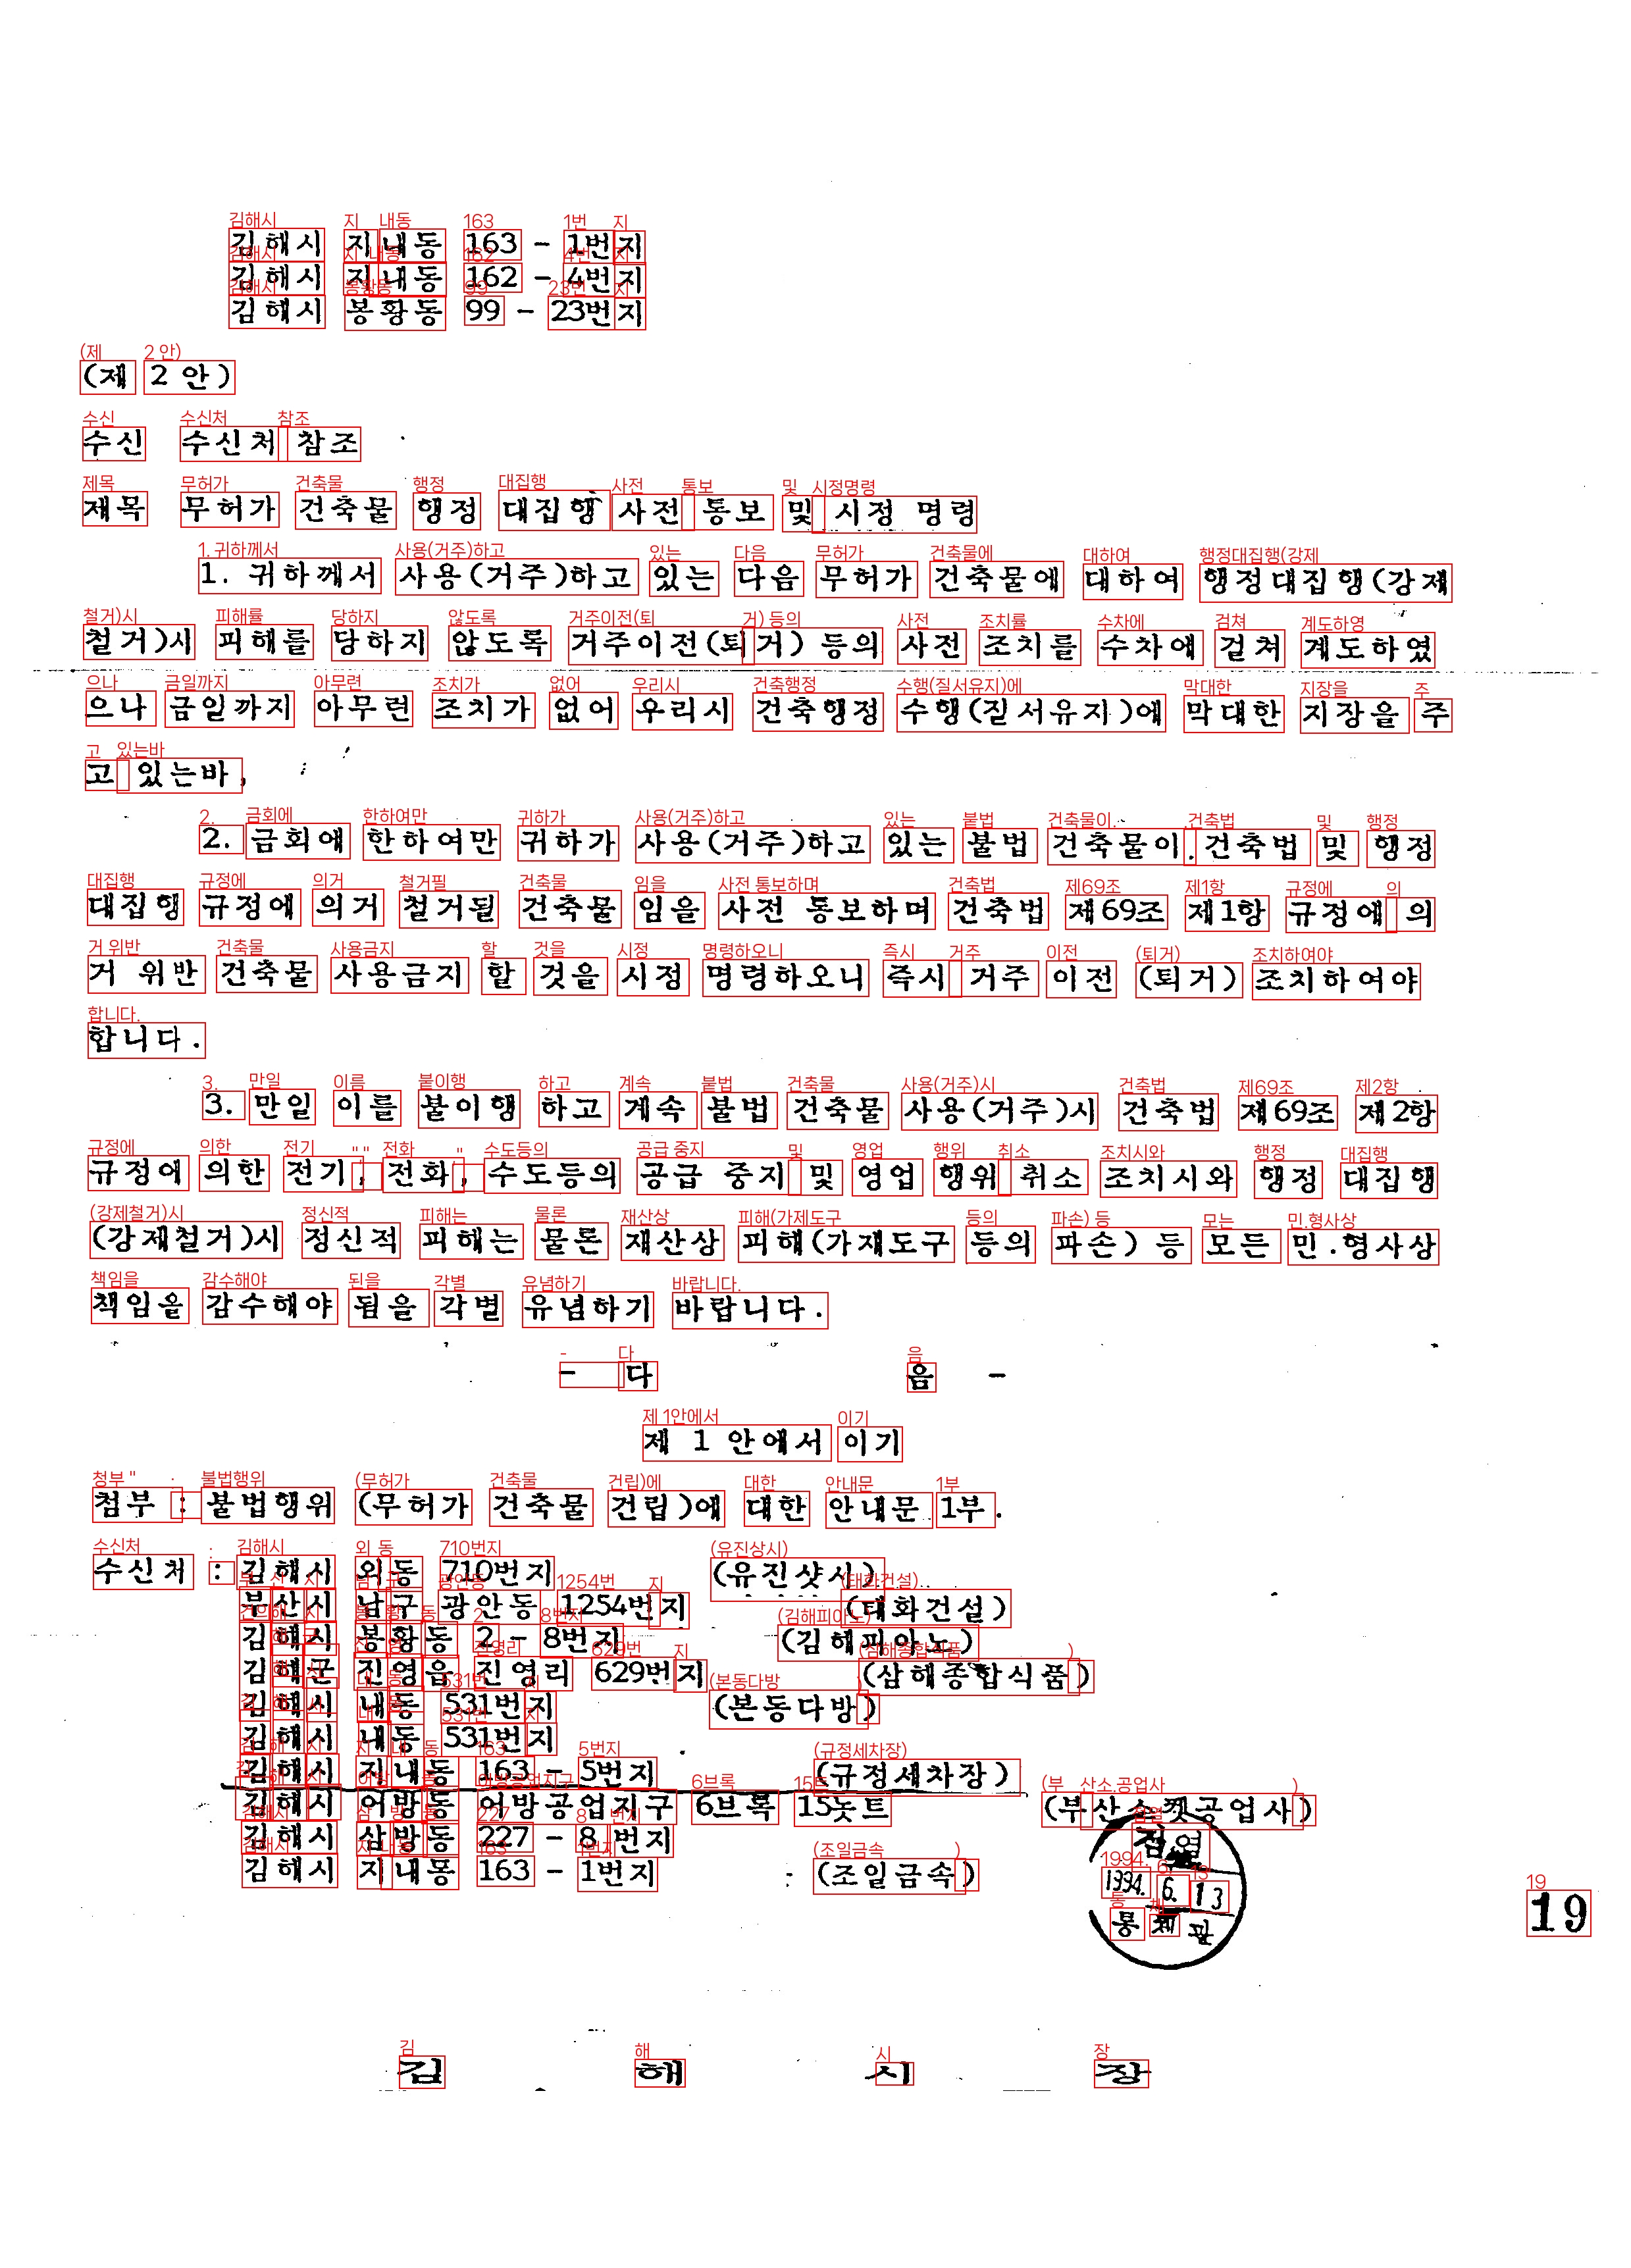 김해시 지내동 163 - 1번지
김해시 지내동 162 - 4번지
김해시 봉황동 99 - 23번지
(제 2 안)
수신 수신처 참조
제목 무허가 건축물 행정 대집행 사전 통보 및 시정 명령
1. 귀하께서 사용(거주)하고 있는 다음 무허가 건축물에 대하여 행정대집행(강제
철거)시 피해를 당하지 않도록 거주이전(퇴거) 등의 사전 조치를 수차에 걸쳐 계도하였
으나 금일까지 아무런 조치가 없어 우리시 건축행정 수행(질서유지)에 막대한 지장을 주
고 있는바,
2. 금회에 한하여만 귀하가 사용(거주)하고 있는 불법 건축물이.건축법 및 행정
대집행 규정에 의거 철거될 건축물 임을 사전 통보하며 건축법 제69조 제1항 규정에 의
거 위반 건축물 사용금지 할 것을 시정 명령하오니 즉시 거주 이전 (퇴거) 조치하여야
합니다.
3. 만일 이를 불이행 하고 계속 불법 건축물 사용(거주)시 건축법 제69조 제2항
규정에 의한 전기, 전화, 수도등의 공급 중지 및 영업 행위 취소 조치시와 행정 대집행
(강제철거)시 정신적 피해는 물론 재산상 피해(가재도구 등의 파손) 등 모든 민.형사상
책임을 감수해야 됨을 각별 유념하기 바랍니다.
- 다 음 -
제 1 안에서 이기
첨부 : 불법행위 (무허가 건축물 건립)에 대한 안내문 1부.
수신처 : 김해시 외동 710번지 (유진샷시)
부산시 남구 광안동 1254번지 (태화건설)
김해시 봉황동 2 - 8번지 (김해피아노)
김해군 진영읍 진영리 629번지 (삼해종합식품)
김해시 내동 531번지 (본동다방)
김해시 내동 531번지
김해시 지내동 163 - 5번지 (규정세차장)
김해시 어방동 어방공업지구 6브록 15놋트 (부산소켓공업사)
김해시 삼방동 227 - 8 번지
김해시 지내동 163 - 1번지 (조일금속)
검열
1994. 6. 13
통제관
19
김 해 시 장